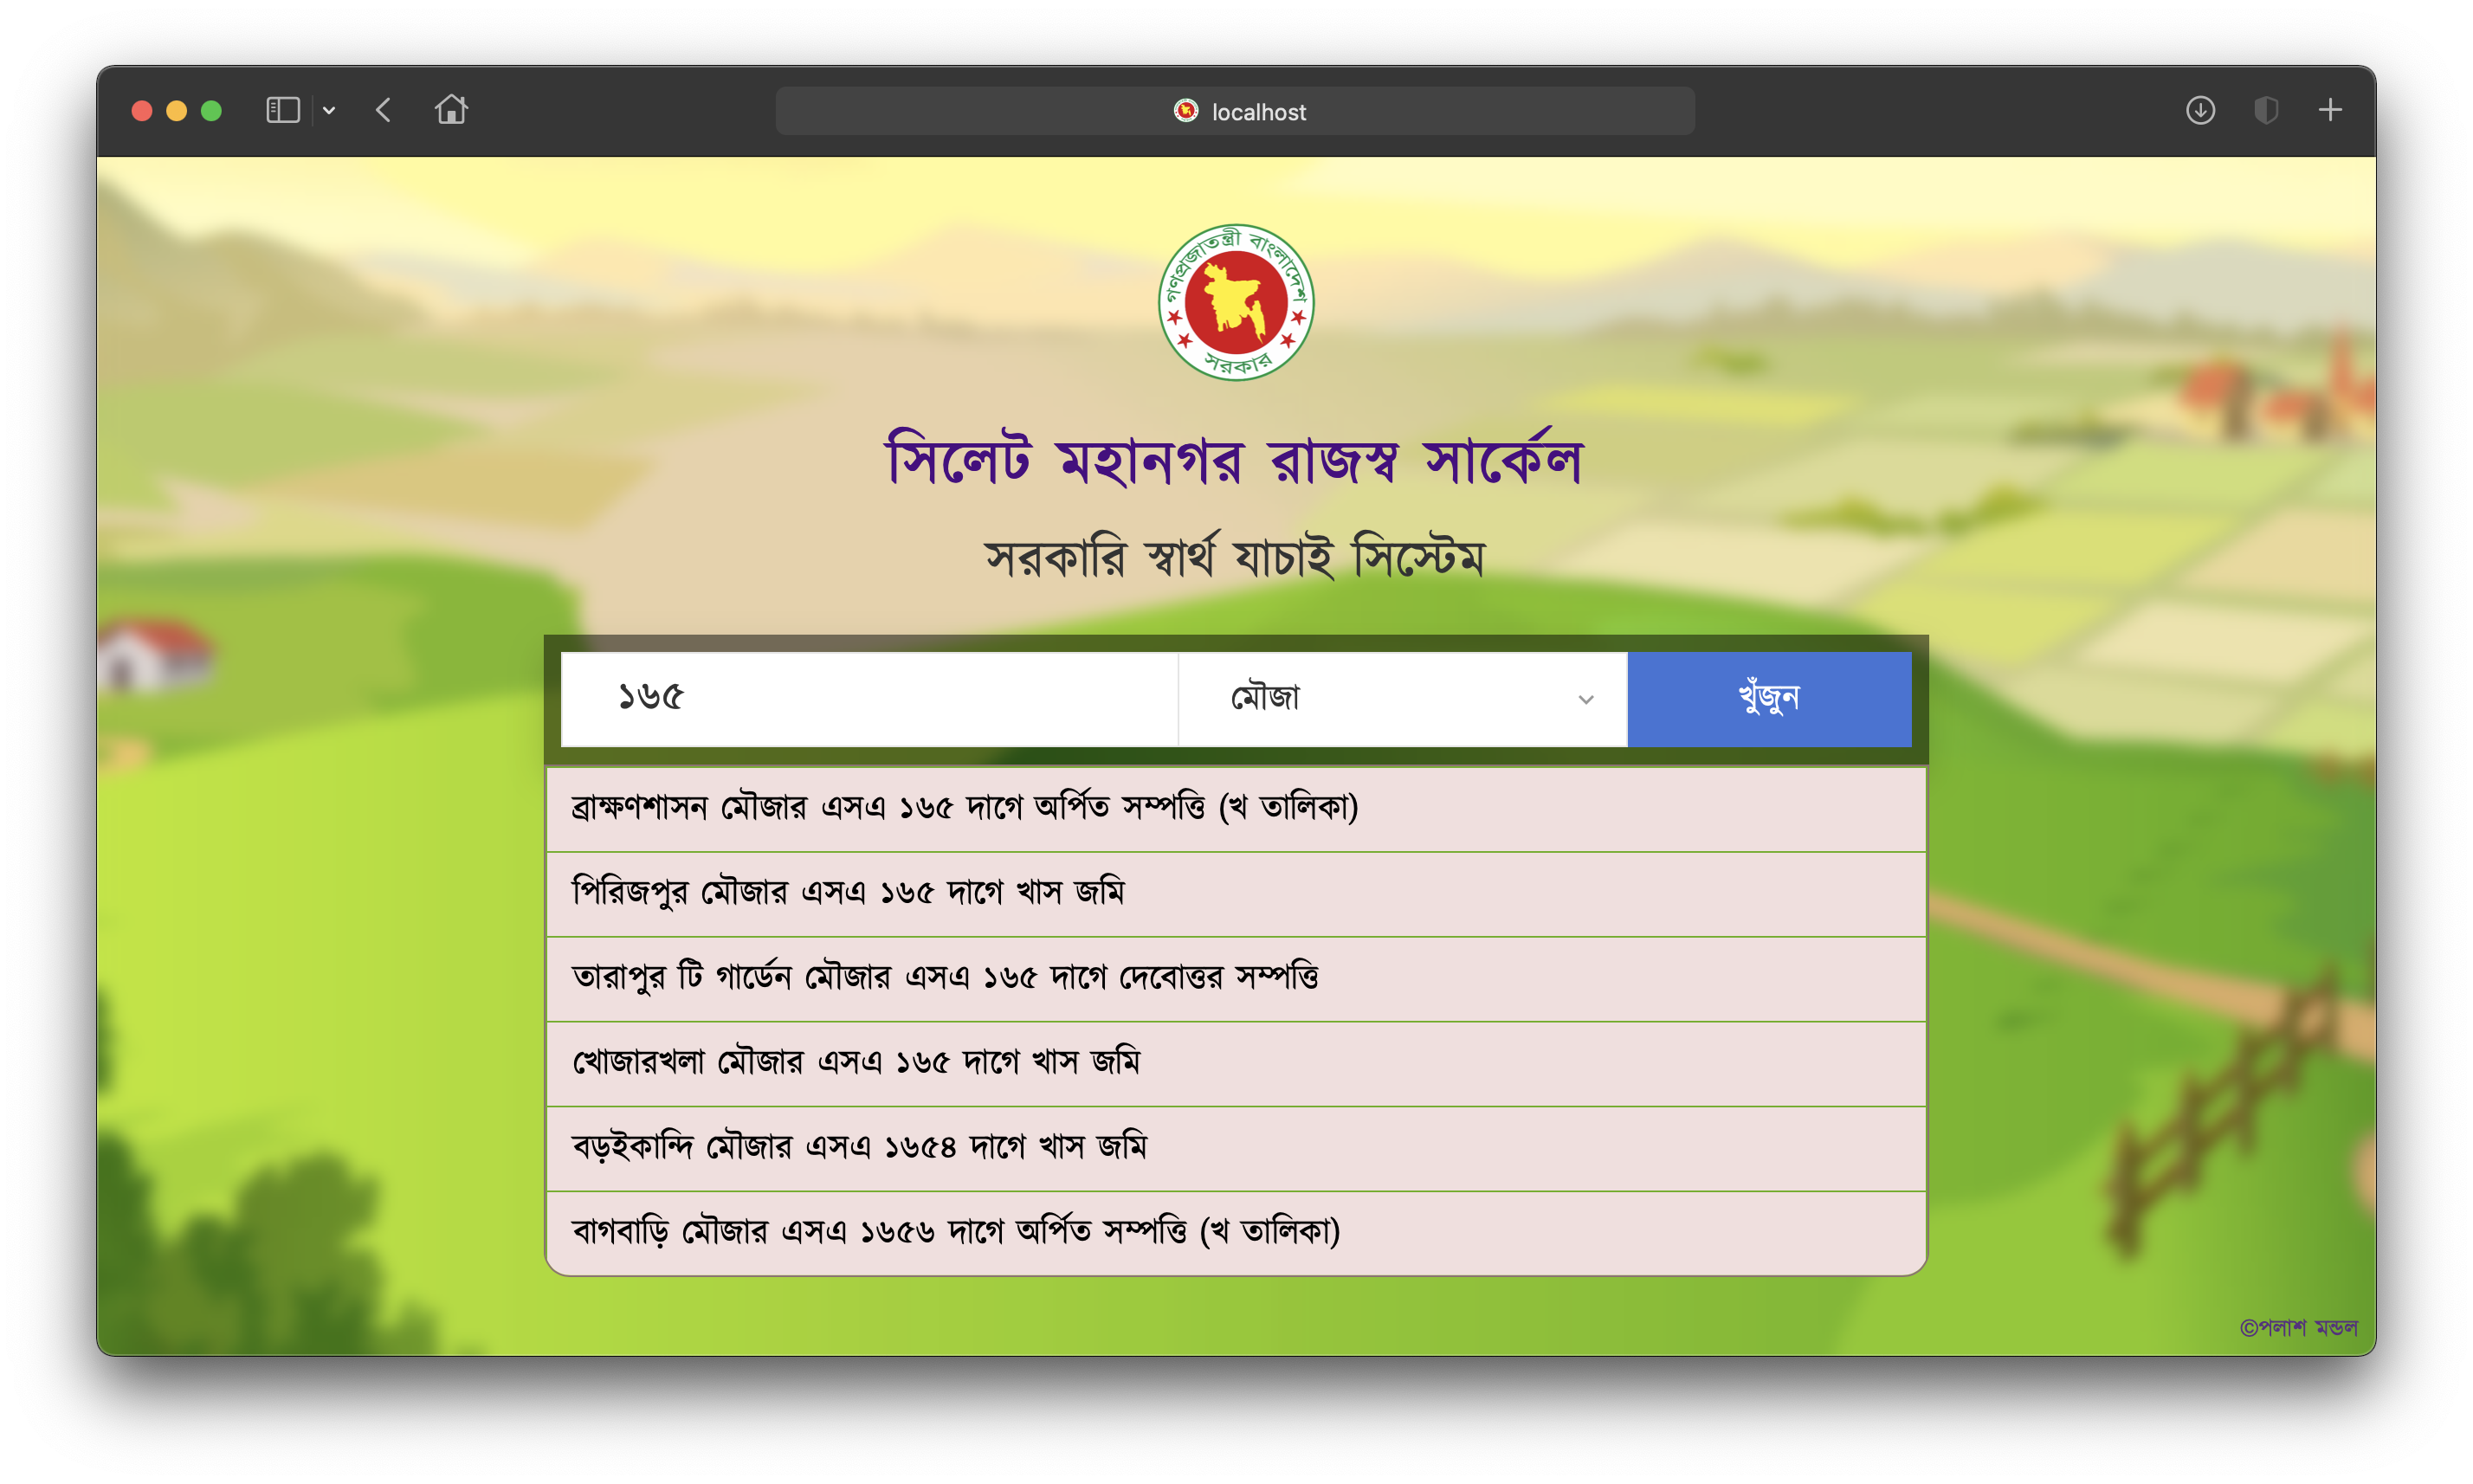 localhost
গণপ্রজাতন্ত্রী বাংলাদেশ
সরকার
সিলেট মহানগর রাজস্ব সার্কেল
সরকারি স্বার্থ যাচাই সিস্টেম
১৬৫ মৌজা খুঁজুন
ব্রাক্ষণশাসন মৌজার এসএ ১৬৫ দাগে অর্পিত সম্পত্তি (খ তালিকা)
পিরিজপুর মৌজার এসএ ১৬৫ দাগে খাস জমি
তারাপুর টি গার্ডেন মৌজার এসএ ১৬৫ দাগে দেবোত্তর সম্পত্তি
খোজারখলা মৌজার এসএ ১৬৫ দাগে খাস জমি
বড়ইকান্দি মৌজার এসএ ১৬৫৪ দাগে খাস জমি
বাগবাড়ি মৌজার এসএ ১৬৫৬ দাগে অর্পিত সম্পত্তি (খ তালিকা)
©পলাশ মন্ডল